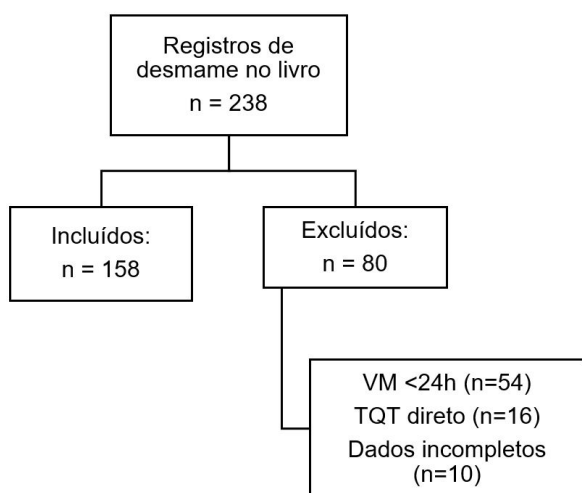 Registros de
desmame no livro
n = 238
Incluídos:
n = 158
Excluídos:
n = 80
VM <24h (n=54)
TQT direto (n=16)
Dados incompletos
(n=10)